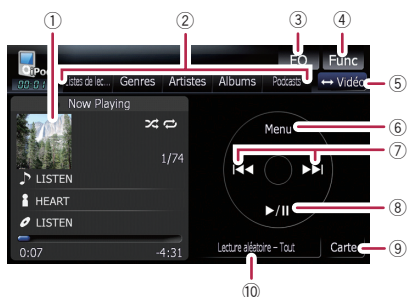 ① ② ③ ④
EQ Func
iPod
Listes de lec... Genres Artistes Albums Podcasts ↔ Vidéo ⑤
Now Playing
Menu ⑥
1/74
⑦
LISTEN
HEART
▶/II ⑧
LISTEN
0:07 -4:31
Lecture aléatoire – Tout Carte ⑨
⑩